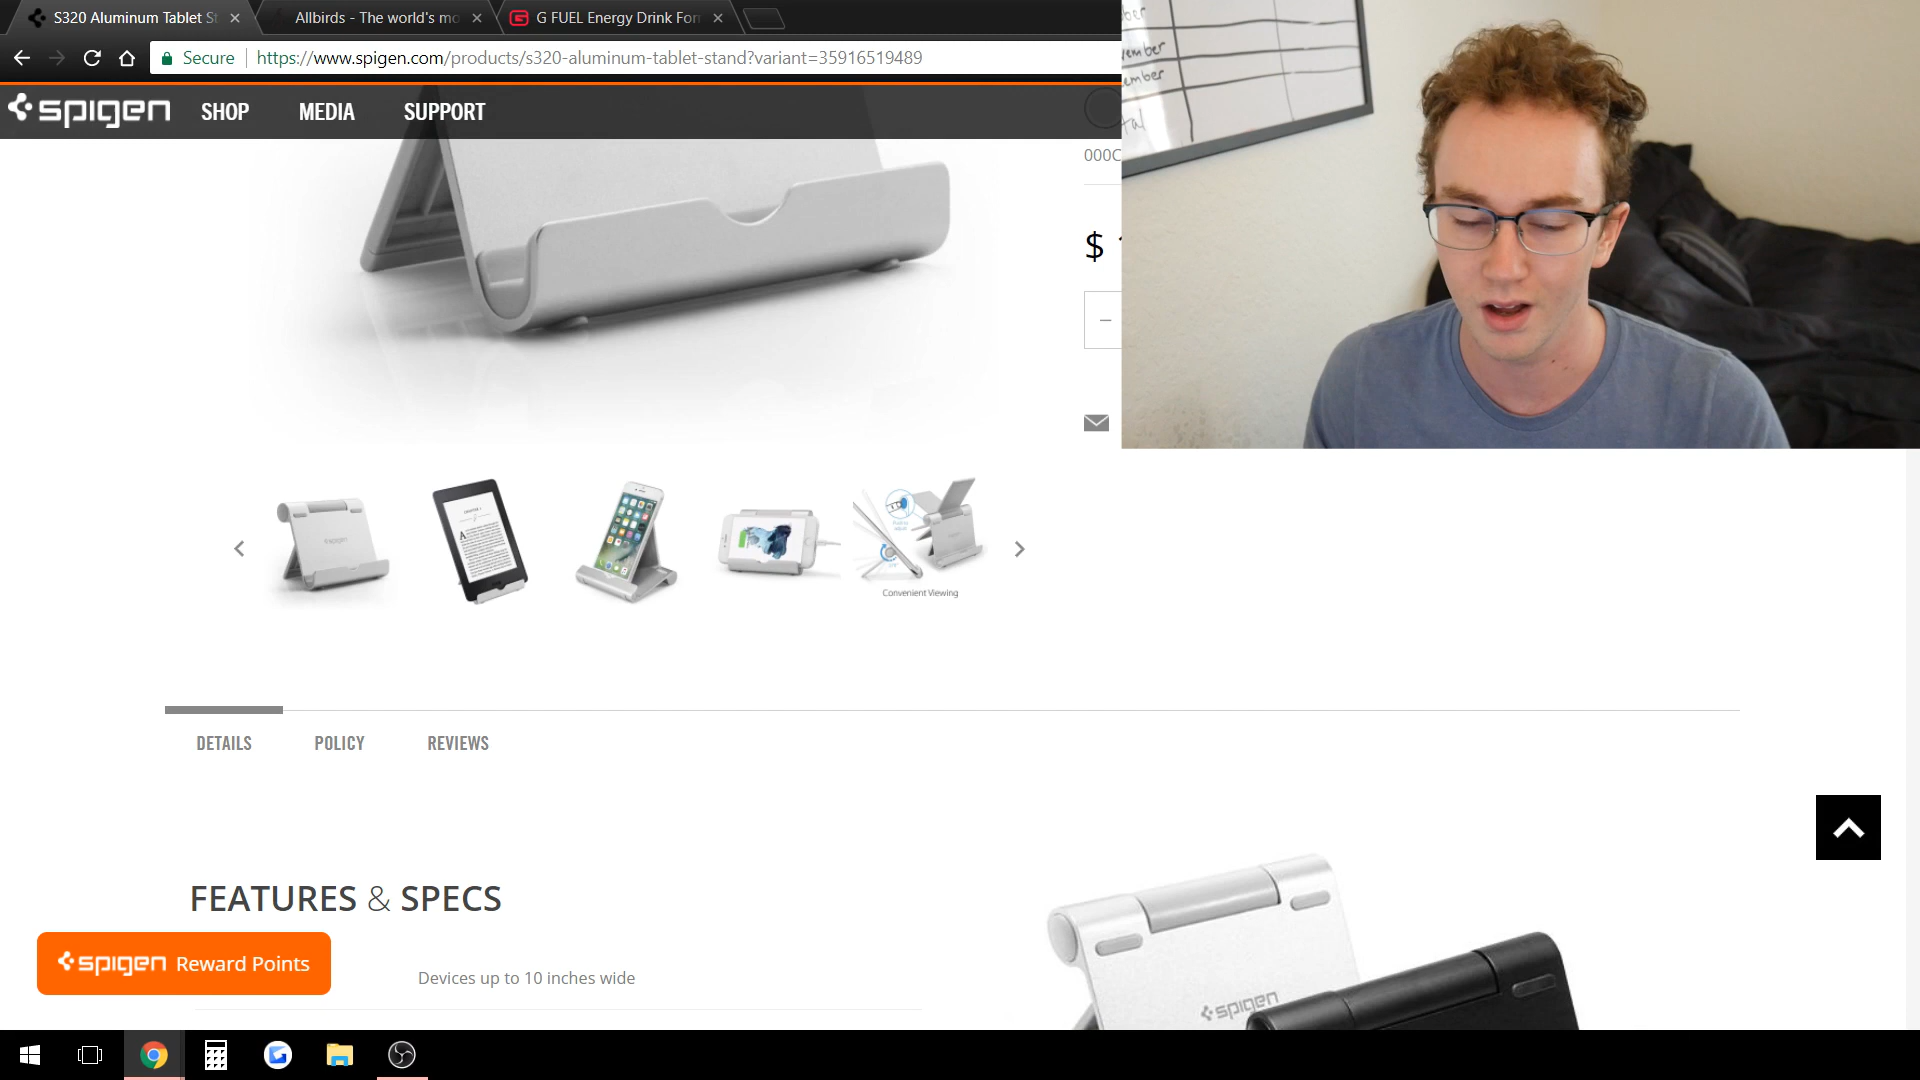 S320 Aluminum Tablet St
Allbirds - The world's mo
G FUEL Energy Drink For
Secure
https://www.spigen.com/products/s320-aluminum-tablet-stand?variant=35916519489
spigen
SHOP
MEDIA
SUPPORT
000C
$
Convenient Viewing
DETAILS
POLICY
REVIEWS
FEATURES & SPECS
spigen Reward Points
Devices up to 10 inches wide
spigen